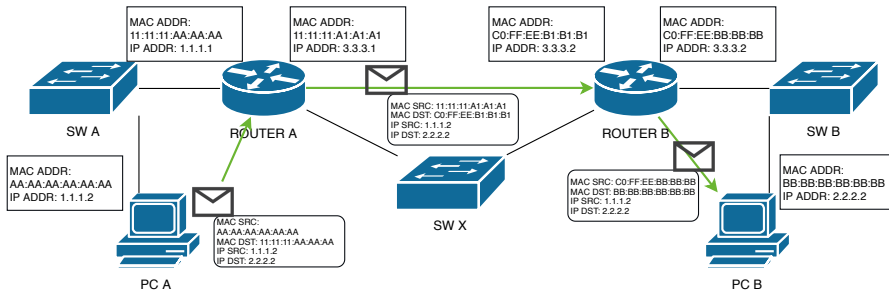 MAC ADDR:
11:11:11:AA:AA:AA
IP ADDR: 1.1.1.1
MAC ADDR:
11:11:11:A1:A1:A1
IP ADDR: 3.3.3.1
MAC ADDR:
C0:FF:EE:B1:B1:B1
IP ADDR: 3.3.3.2
MAC ADDR:
C0:FF:EE:BB:BB:BB
IP ADDR: 3.3.3.2
SW A
ROUTER A
MAC SRC: 11:11:11:A1:A1:A1
MAC DST: C0:FF:EE:B1:B1:B1
IP SRC: 1.1.1.2
IP DST: 2.2.2.2
ROUTER B
SW B
MAC ADDR:
AA:AA:AA:AA:AA:AA
IP ADDR: 1.1.1.2
SW X
MAC SRC: C0:FF:EE:BB:BB:BB
MAC DST: BB:BB:BB:BB:BB:BB
IP SRC: 1.1.1.2
IP DST: 2.2.2.2
MAC ADDR:
BB:BB:BB:BB:BB:BB
IP ADDR: 2.2.2.2
MAC SRC:
AA:AA:AA:AA:AA:AA
MAC DST: 11:11:11:AA:AA:AA
IP SRC: 1.1.1.2
IP DST: 2.2.2.2
PC A
PC B